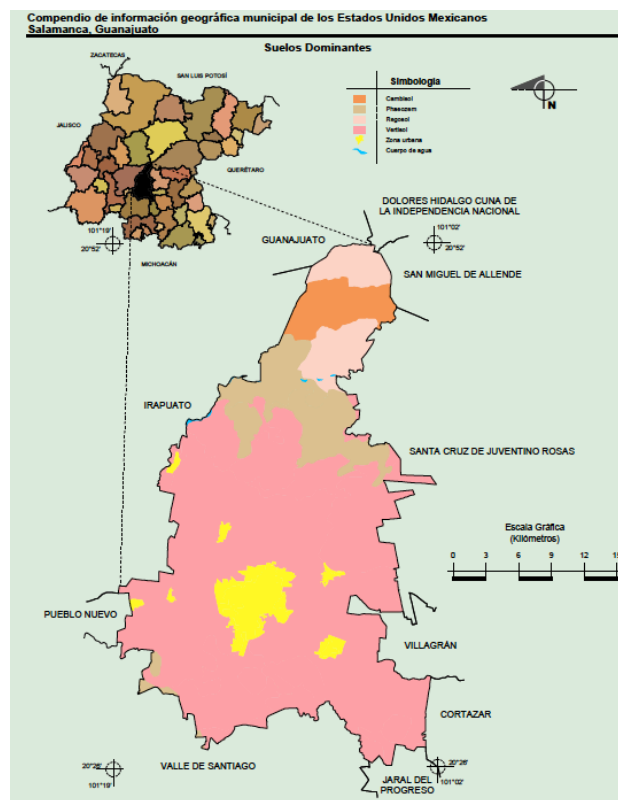 Compendio de información geográfica municipal de los Estados Unidos Mexicanos
Salamanca, Guanajuato
Suelos Dominantes
ZACATECAS
SAN LUIS POTOSÍ
JALISCO
QUERÉTARO
MICHOACÁN
Simbología
Cambisol
Phaeozem
Regosol
Vertisol
Zona urbana
Cuerpo de agua
N
101°19'
20°52'
101°02'
20°52'
DOLORES HIDALGO CUNA DE
LA INDEPENDENCIA NACIONAL
GUANAJUATO
SAN MIGUEL DE ALLENDE
IRAPUATO
SANTA CRUZ DE JUVENTINO ROSAS
Escala Gráfica
(Kilómetros)
0 3 6 9 12 15
PUEBLO NUEVO
VILLAGRÁN
CORTAZAR
VALLE DE SANTIAGO
JARAL DEL
PROGRESO
20°26'
101°19'
20°26'
101°02'